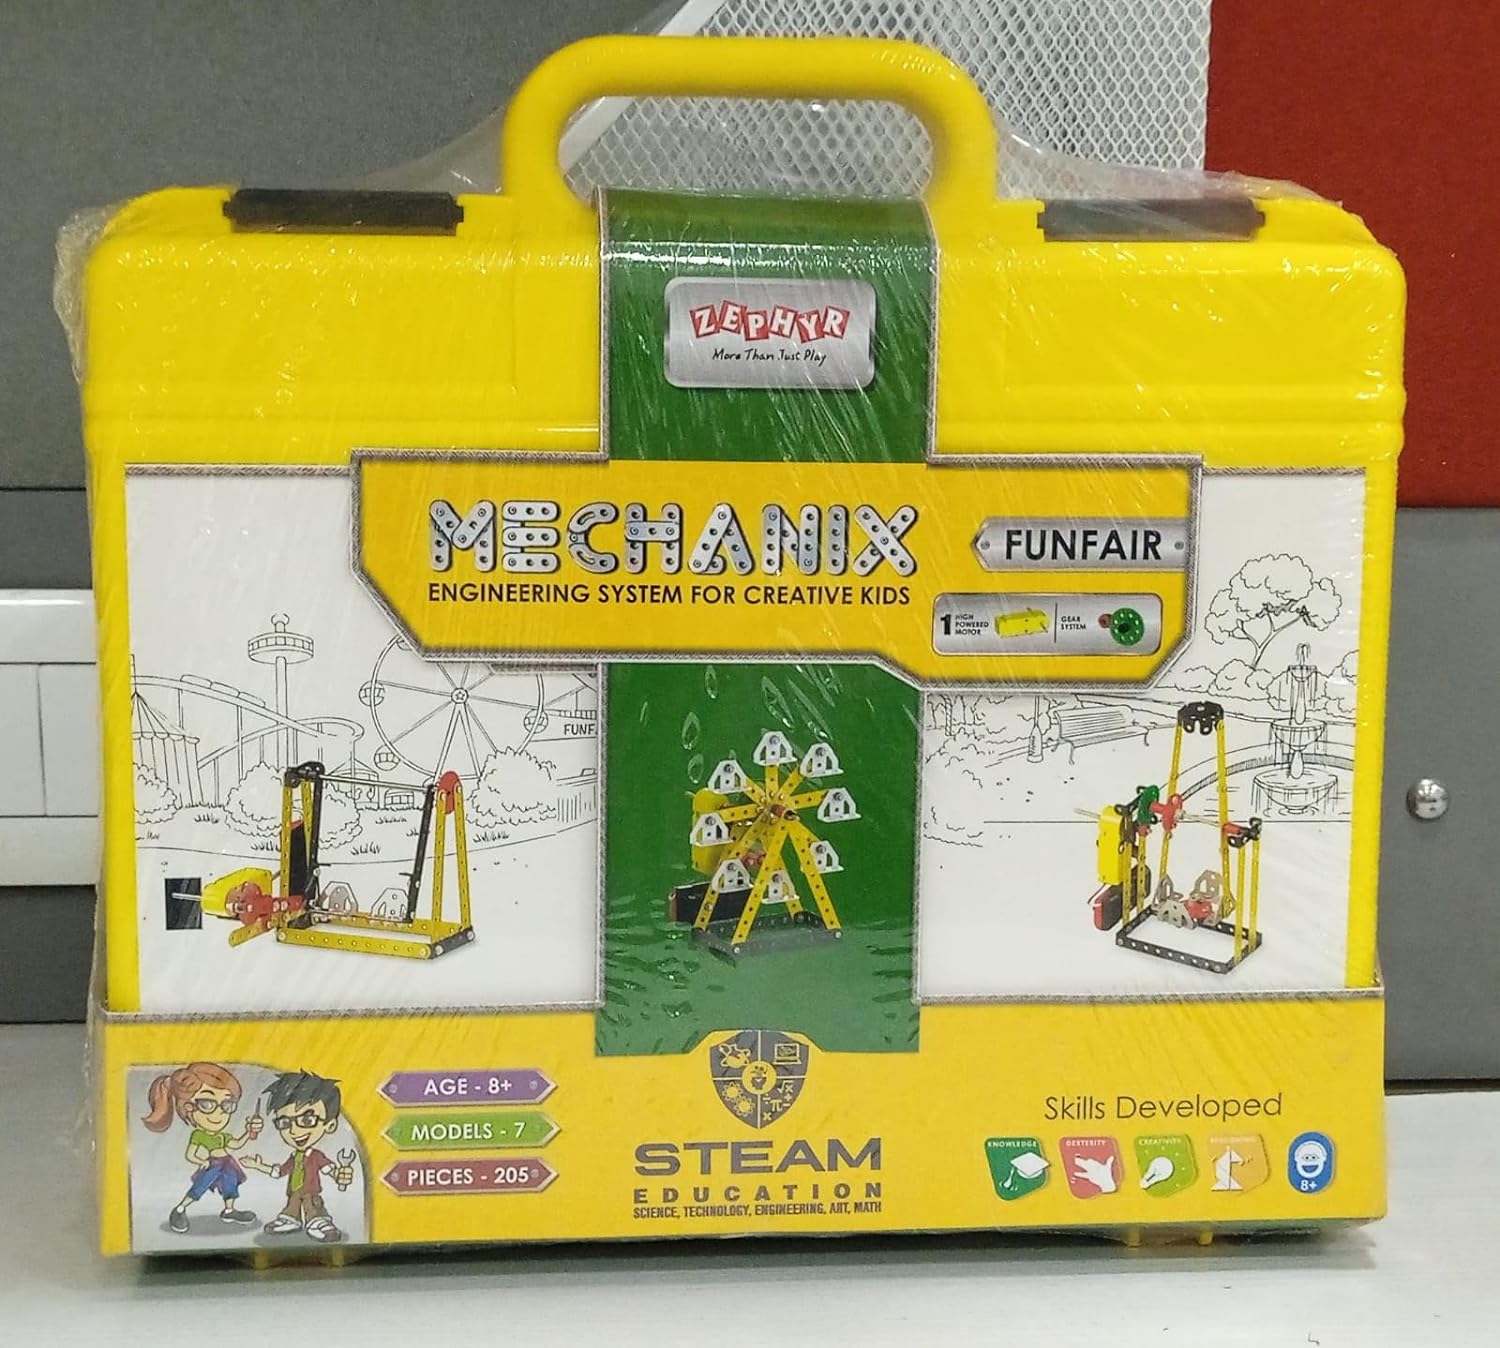 ZEPHYR
More Than Just Play
MECHANIX
ENGINEERING SYSTEM FOR CREATIVE KIDS
FUNFAIR
1 HIGH POWERED MOTOR
GEAR SYSTEM
FUNF
AGE - 8+
MODELS - 7
PIECES - 205
STEAM
EDUCATION
SCIENCE, TECHNOLOGY, ENGINEERING, ART, MATH
Skills Developed
KNOWLEDGE
DEXTERITY
CREATIVITY
8+